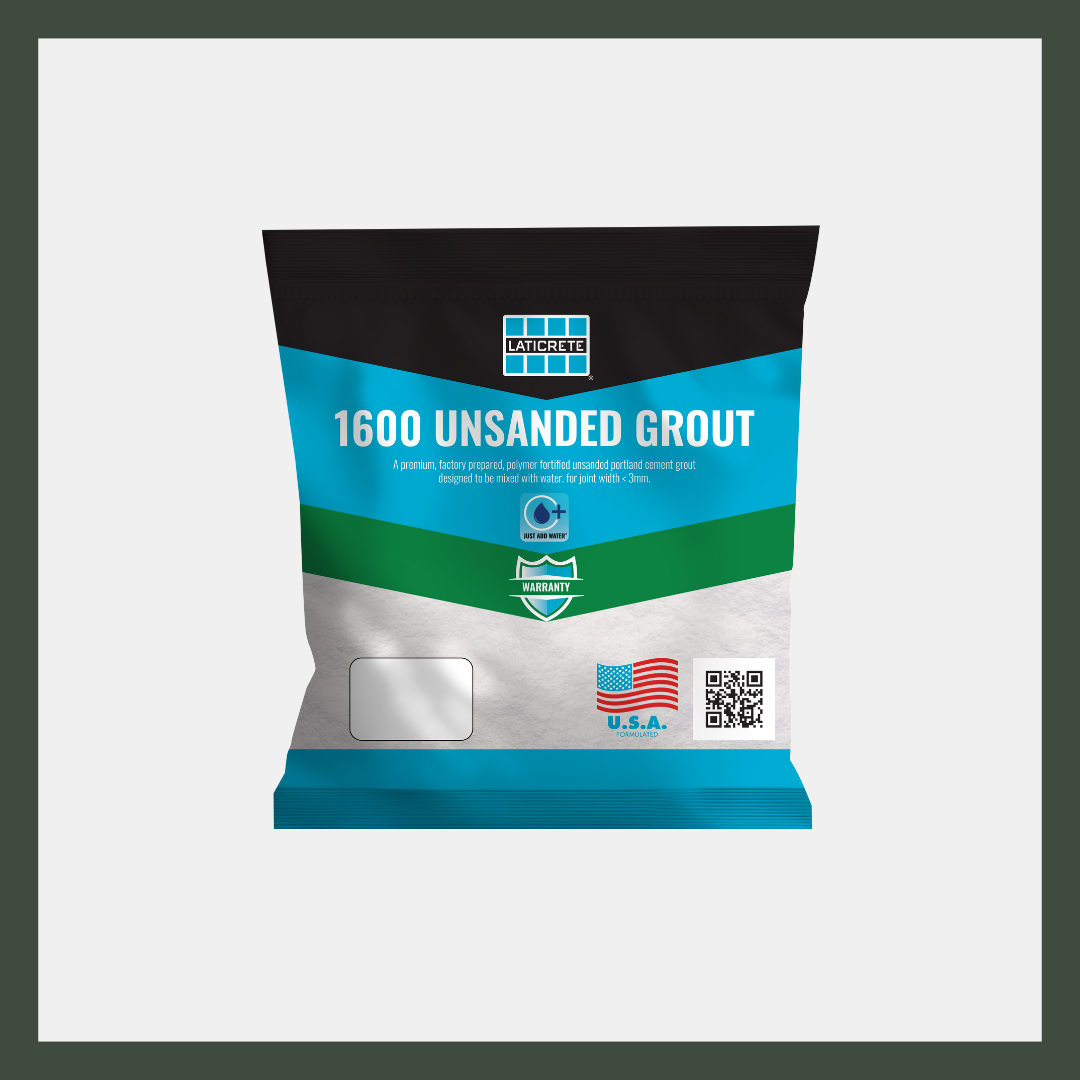 LATICRETE
®
1600 UNSANDED GROUT
A premium, factory prepared, polymer fortified unsanded portland cement grout
designed to be mixed with water. for joint width < 3mm.
JUST ADD WATER*
WARRANTY
U.S.A.
FORMULATED